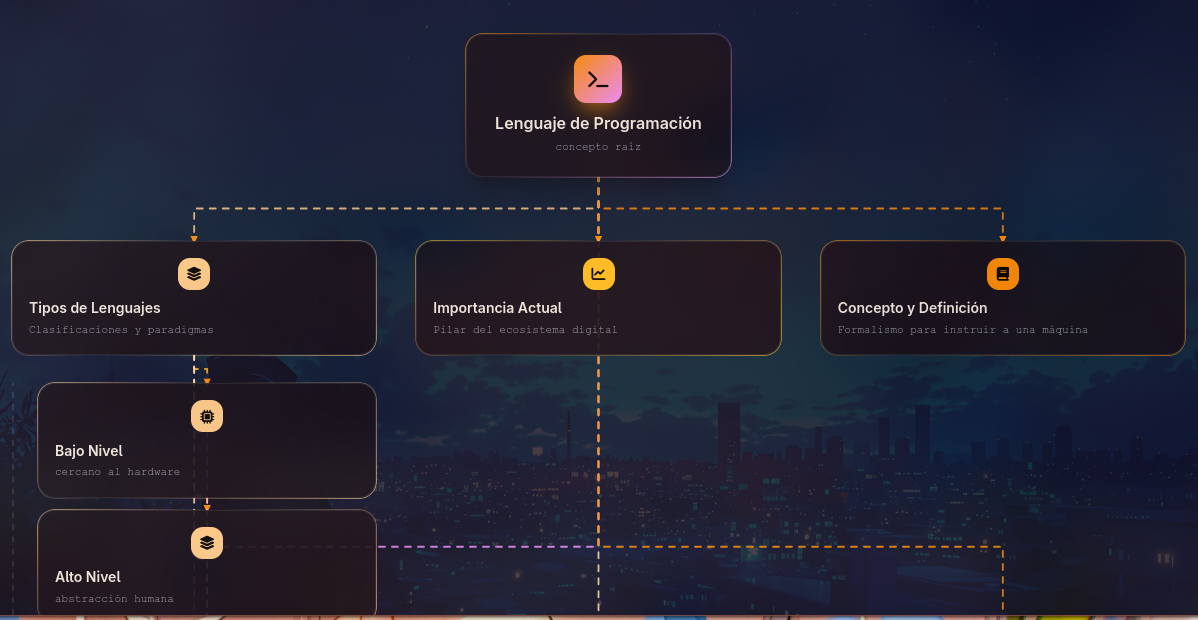 Lenguaje de Programación
concepto raíz
Tipos de Lenguajes
Clasificaciones y paradigmas
Importancia Actual
Pilar del ecosistema digital
Concepto y Definición
Formalismo para instruir a una máquina
Bajo Nivel
cercano al hardware
Alto Nivel
abstracción humana